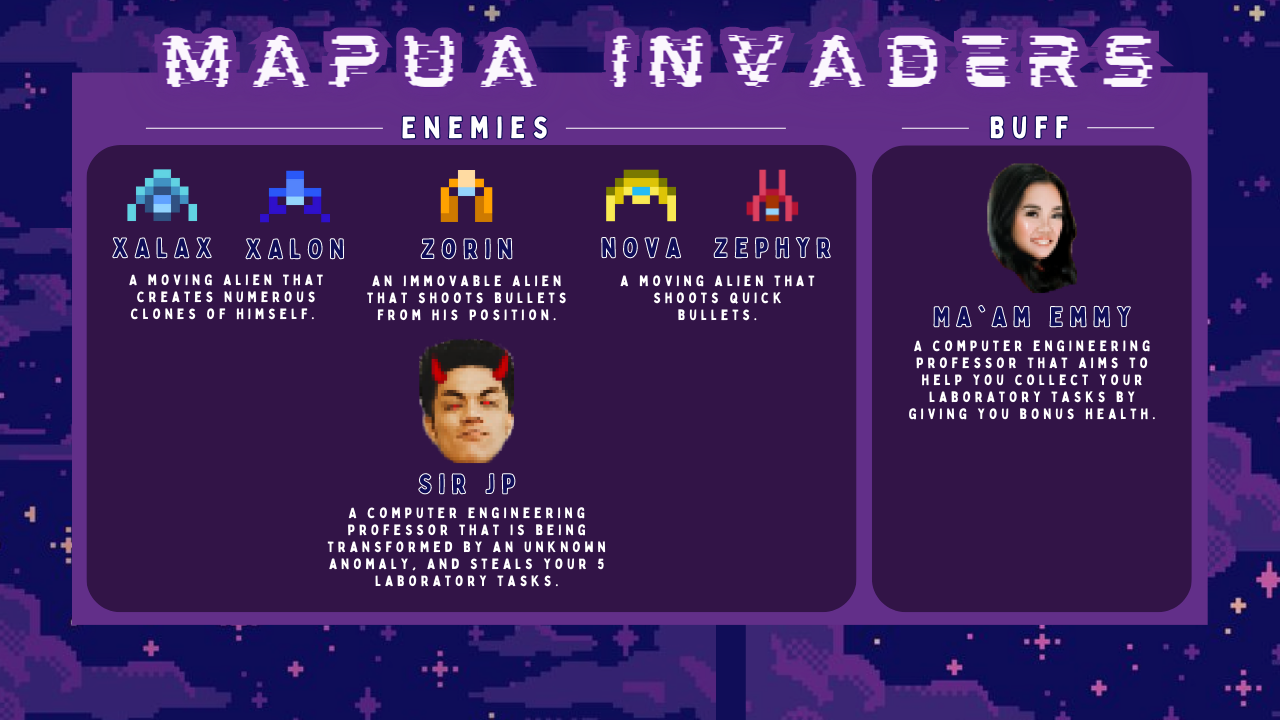 MAPUA INVADERS
ENEMIES
BUFF
XALAX XALON
A MOVING ALIEN THAT
CREATES NUMEROUS
CLONES OF HIMSELF.
ZORIN
AN IMMOVABLE ALIEN
THAT SHOOTS BULLETS
FROM HIS POSITION.
NOVA ZEPHYR
A MOVING ALIEN THAT
SHOOTS QUICK
BULLETS.
SIR JP
A COMPUTER ENGINEERING
PROFESSOR THAT IS BEING
TRANSFORMED BY AN UNKNOWN
ANOMALY, AND STEALS YOUR 5
LABORATORY TASKS.
MA`AM EMMY
A COMPUTER ENGINEERING
PROFESSOR THAT AIMS TO
HELP YOU COLLECT YOUR
LABORATORY TASKS BY
GIVING YOU BONUS HEALTH.